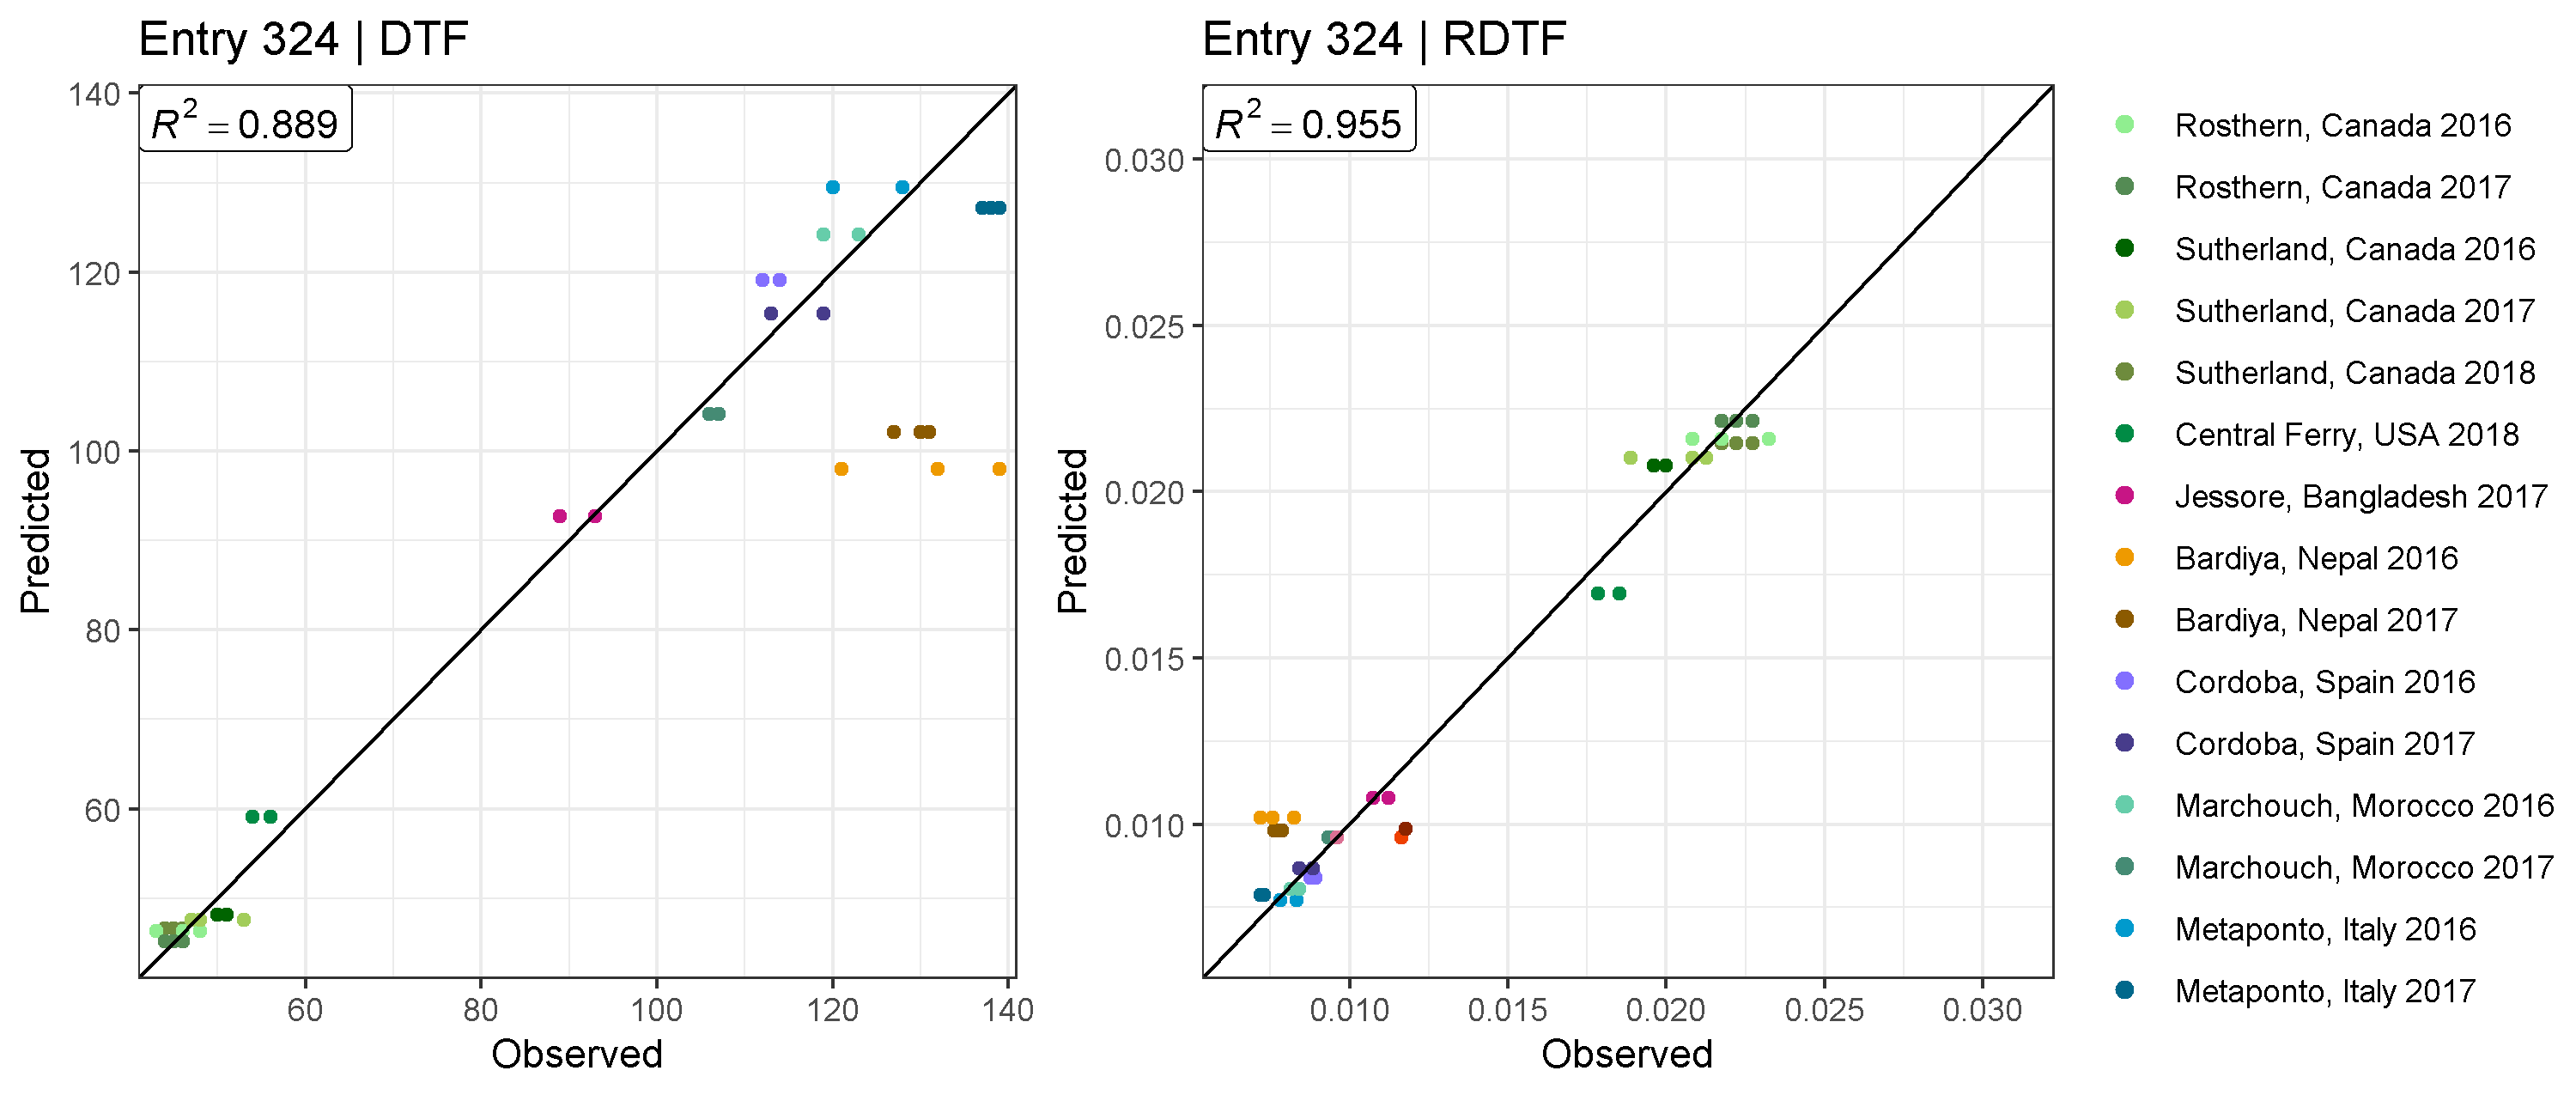 Entry 324 | DTF
R² = 0.889
140
120
100
80
60
Predicted
60 80 100 120 140
Observed
Entry 324 | RDTF
R² = 0.955
0.030
0.025
0.020
0.015
0.010
Predicted
0.010 0.015 0.020 0.025 0.030
Observed
Rosthern, Canada 2016
Rosthern, Canada 2017
Sutherland, Canada 2016
Sutherland, Canada 2017
Sutherland, Canada 2018
Central Ferry, USA 2018
Jessore, Bangladesh 2017
Bardiya, Nepal 2016
Bardiya, Nepal 2017
Cordoba, Spain 2016
Cordoba, Spain 2017
Marchouch, Morocco 2016
Marchouch, Morocco 2017
Metaponto, Italy 2016
Metaponto, Italy 2017